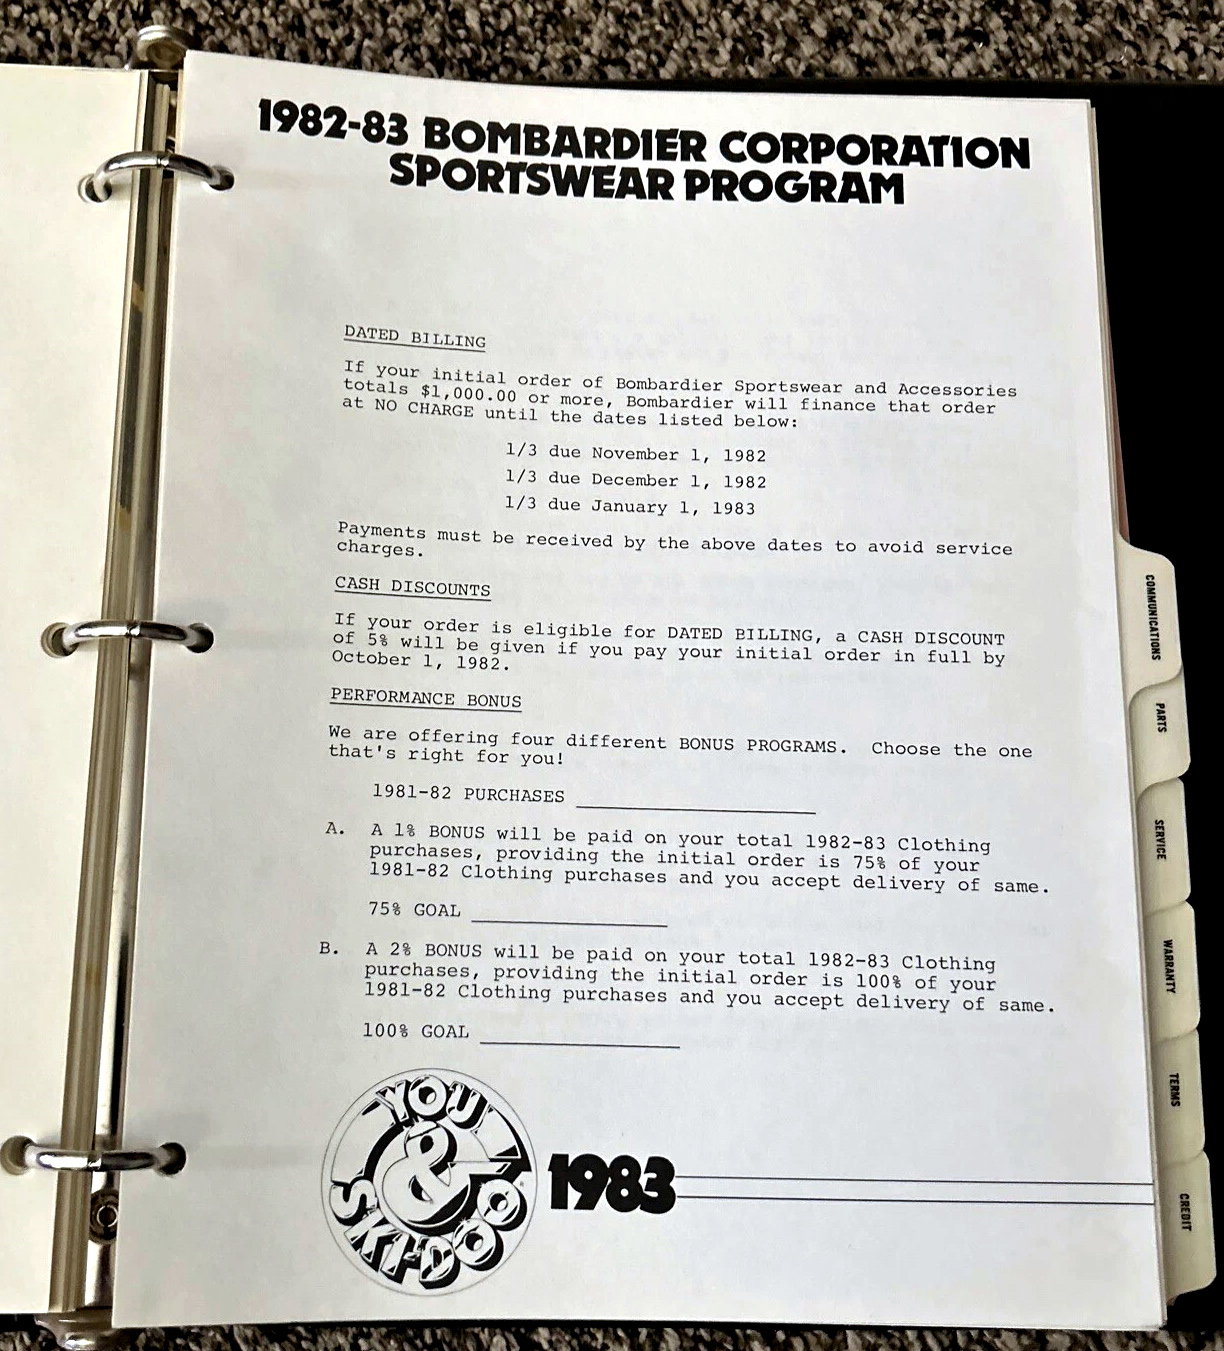 1982-83 BOMBARDIER CORPORATION
SPORTSWEAR PROGRAM
DATED BILLING
If your initial order of Bombardier Sportswear and Accessories
totals $1,000.00 or more, Bombardier will finance that order
at NO CHARGE until the dates listed below:
1/3 due November 1, 1982
1/3 due December 1, 1982
1/3 due January 1, 1983
Payments must be received by the above dates to avoid service
charges.
CASH DISCOUNTS
If your order is eligible for DATED BILLING, a CASH DISCOUNT
of 5% will be given if you pay your initial order in full by
October 1, 1982.
PERFORMANCE BONUS
We are offering four different BONUS PROGRAMS. Choose the one
that's right for you!
1981-82 PURCHASES
A. A 1% BONUS will be paid on your total 1982-83 Clothing
purchases, providing the initial order is 75% of your
1981-82 Clothing purchases and you accept delivery of same.
75% GOAL
B. A 2% BONUS will be paid on your total 1982-83 Clothing
purchases, providing the initial order is 100% of your
1981-82 Clothing purchases and you accept delivery of same.
100% GOAL
YOU
&
SKI-DOO
1983
COMMUNICATIONS
PARTS
SERVICE
WARRANTY
TERMS
CREDIT